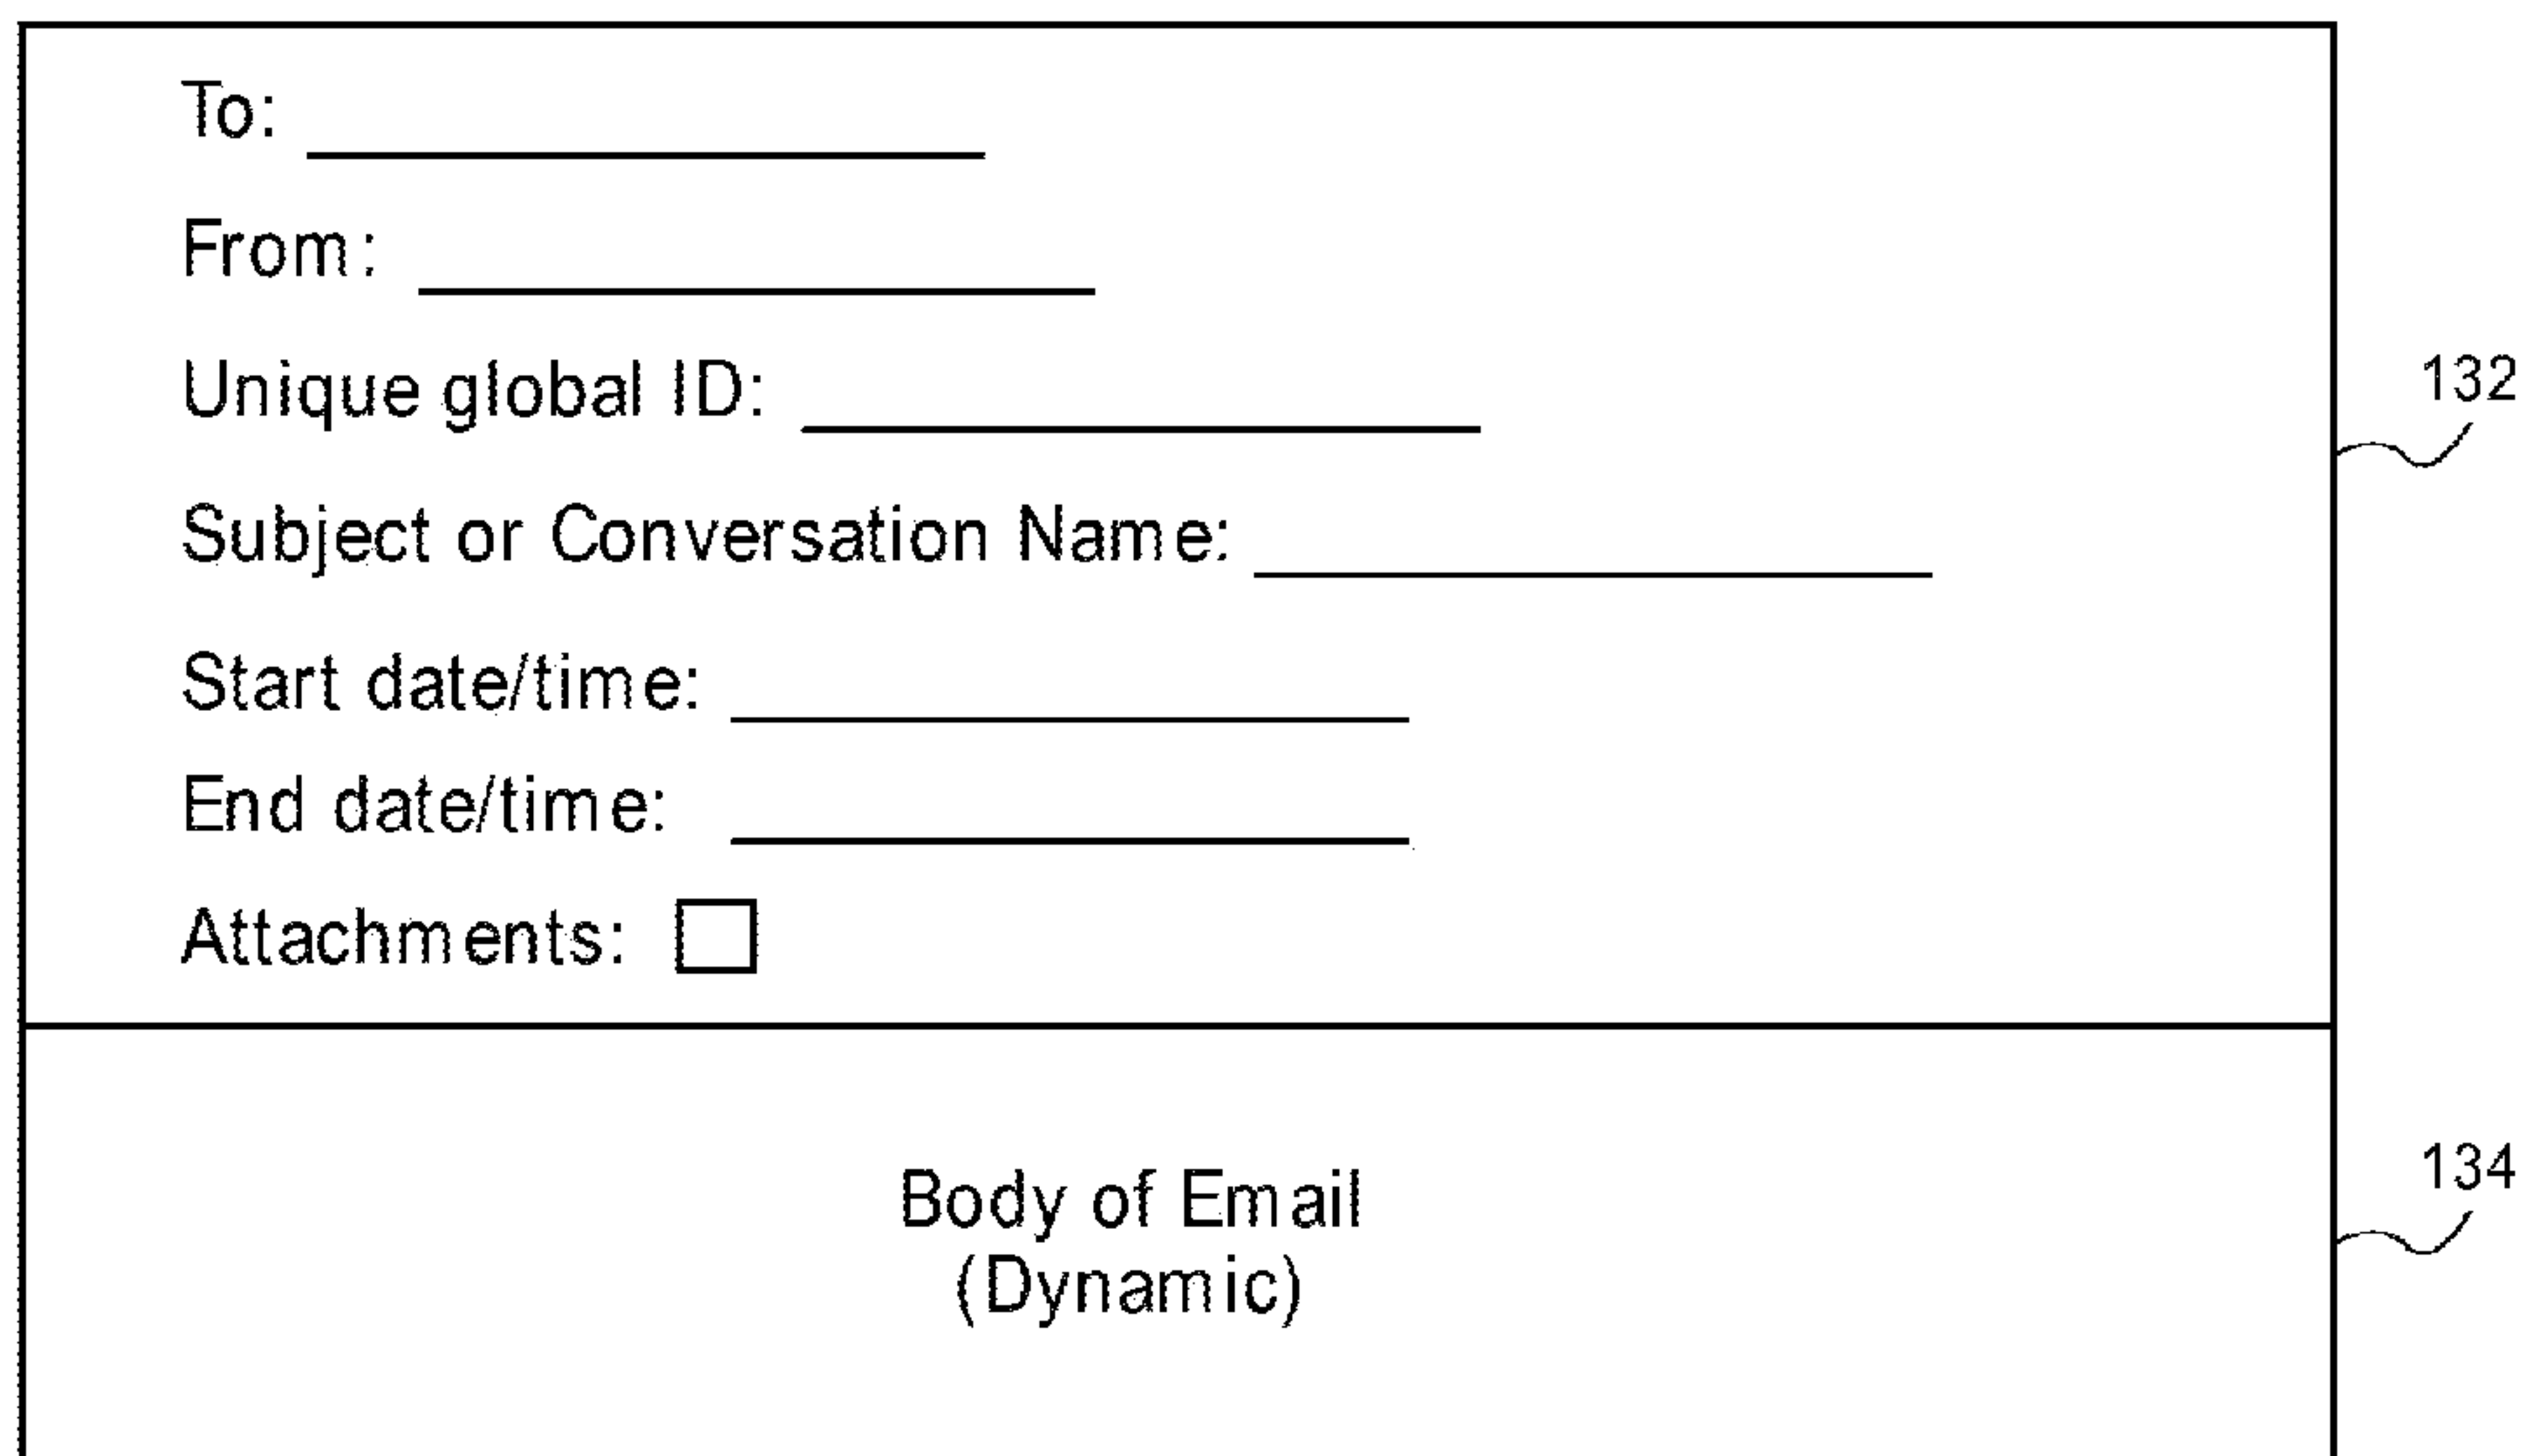 To:
From:
Unique global ID:
132
Subject or Conversation Name:
Start date/time:
End date/time:
Attachments:
134
Body of Email
(Dynamic)